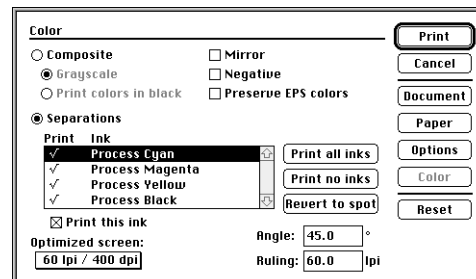 Color
Print
Composite
Mirror
Cancel
Grayscale
Negative
Print colors in black
Preserve EPS colors
Document
Separations
Paper
Print Ink
√ Process Cyan
Print all inks
Options
√ Process Magenta
√ Process Yellow
Print no inks
Color
√ Process Black
Revert to spot
Reset
Print this ink
Optimized screen:
Angle: 45.0 °
60 lpi / 400 dpi
Ruling: 60.0 lpi